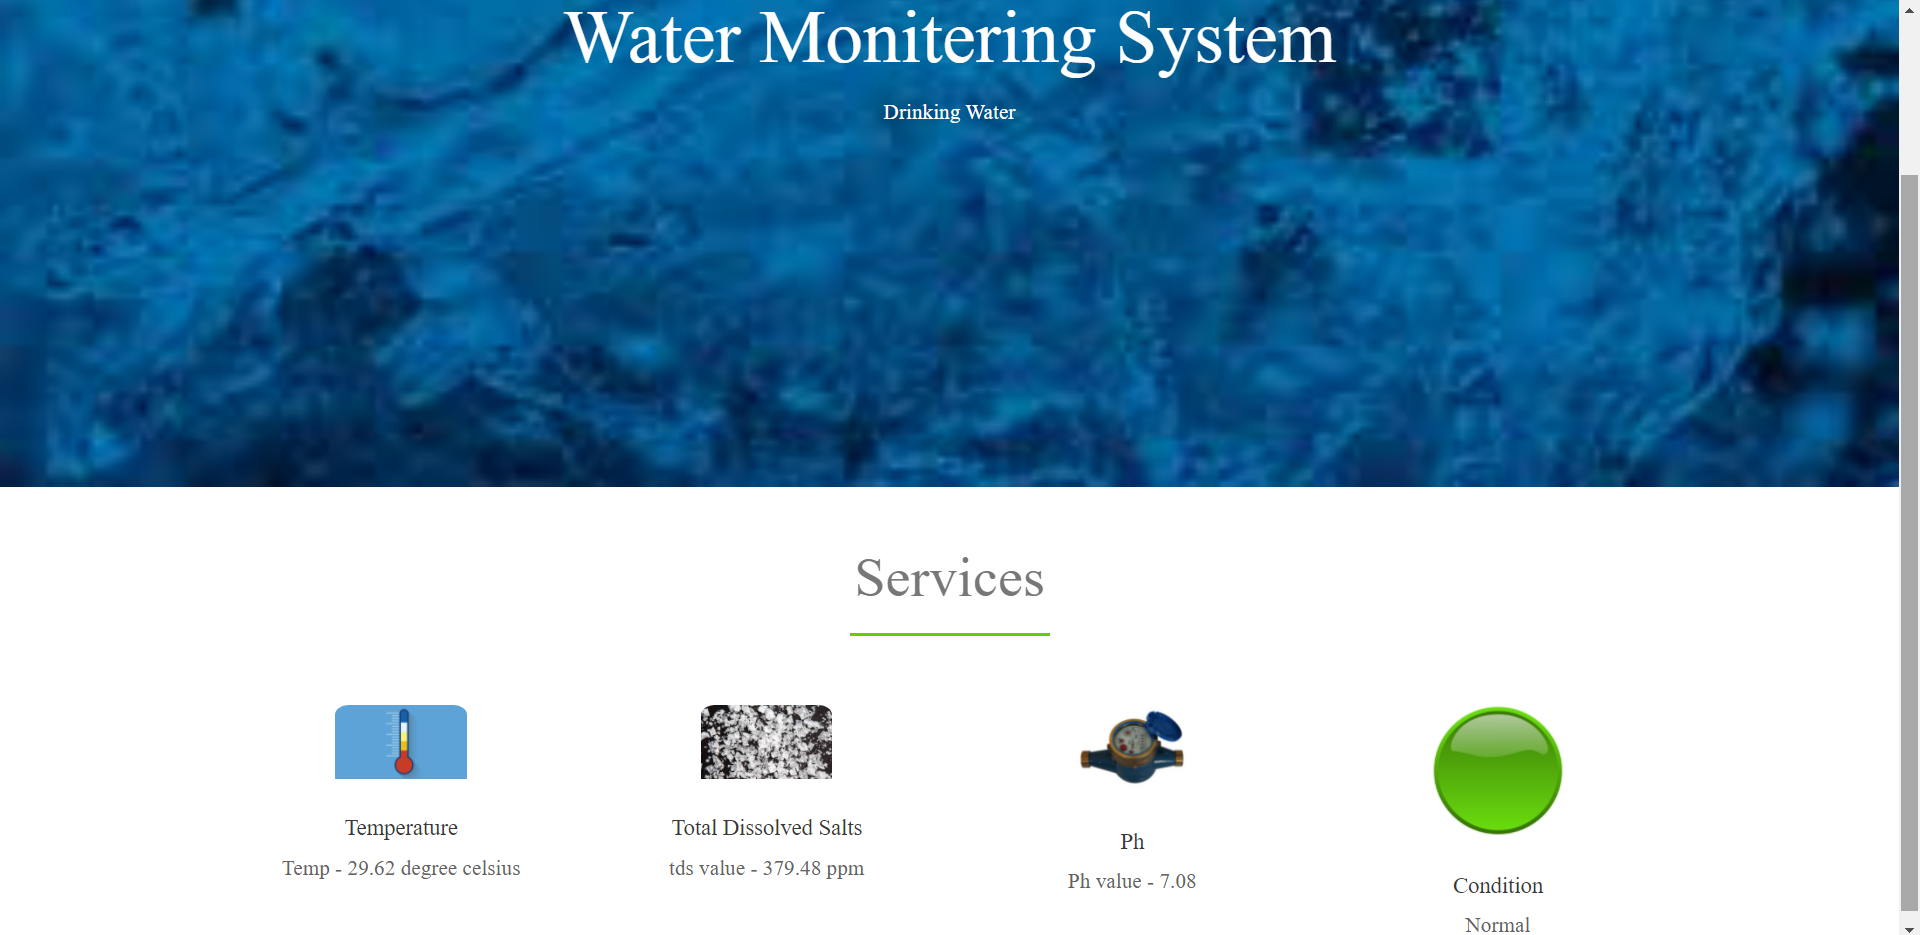 Water Monitering System
Drinking Water
Services
Temperature
Temp - 29.62 degree celsius
Total Dissolved Salts
tds value - 379.48 ppm
Ph
Ph value - 7.08
Condition
Normal